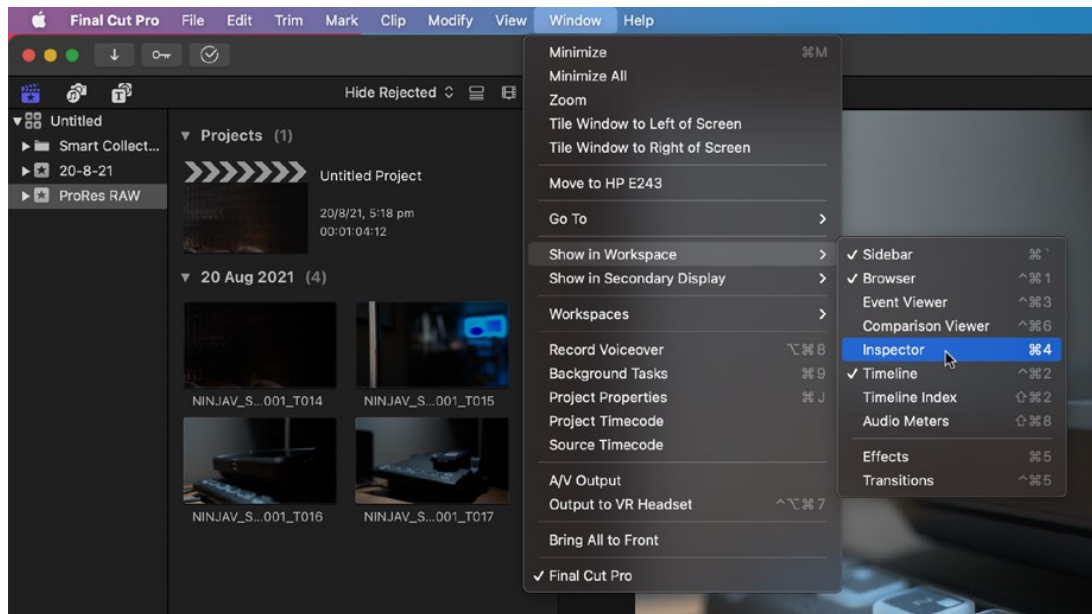 Final Cut Pro File Edit Trim Mark Clip Modify View Window Help
Hide Rejected
Untitled
Smart Collect...
20-8-21
ProRes RAW
Projects (1)
Untitled Project
20/8/21, 5:18 pm
00:01:04:12
20 Aug 2021 (4)
NINJAV_S...001_T014
NINJAV_S...001_T015
NINJAV_S...001_T016
NINJAV_S...001_T017
Minimize ⌘M
Minimize All
Zoom
Tile Window to Left of Screen
Tile Window to Right of Screen
Move to HP E243
Go To
Show in Workspace
Show in Secondary Display
Workspaces
Record Voiceover ⌥⌘8
Background Tasks ⌘9
Project Properties ⌘J
Project Timecode
Source Timecode
A/V Output
Output to VR Headset ^⌥⌘7
Bring All to Front
✓ Final Cut Pro
✓ Sidebar ⌘`
✓ Browser ^⌘1
Event Viewer ^⌘3
Comparison Viewer ^⌘6
Inspector ⌘4
✓ Timeline ^⌘2
Timeline Index ⇧⌘2
Audio Meters ⇧⌘8
Effects ⌘5
Transitions ^⌘5